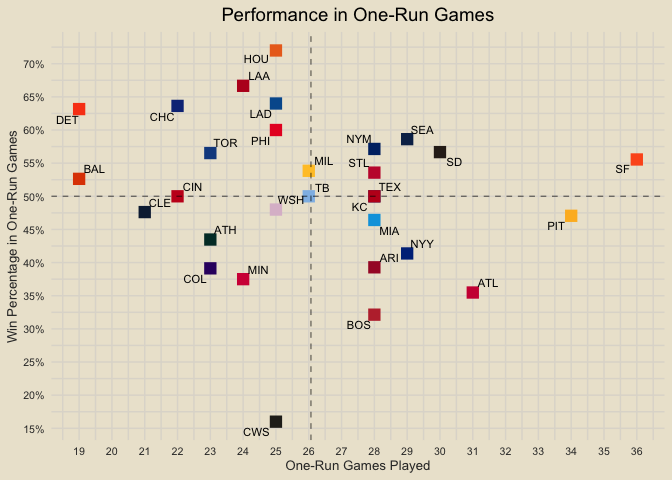 Performance in One-Run Games
HOU
70%
LAA
65%
LAD
CHC
DET
TOR
PHI
60%
SEA
NYM
MIL
STL
SD
SF
55%
BAL
TB
TEX
CIN
WSH
50%
CLE
KC
PIT
ATH
MIA
45%
NYY
ARI
MIN
COL
40%
ATL
35%
BOS
30%
25%
20%
CWS
15%
19 20 21 22 23 24 25 26 27 28 29 30 31 32 33 34 35 36
One-Run Games Played
Win Percentage in One-Run Games